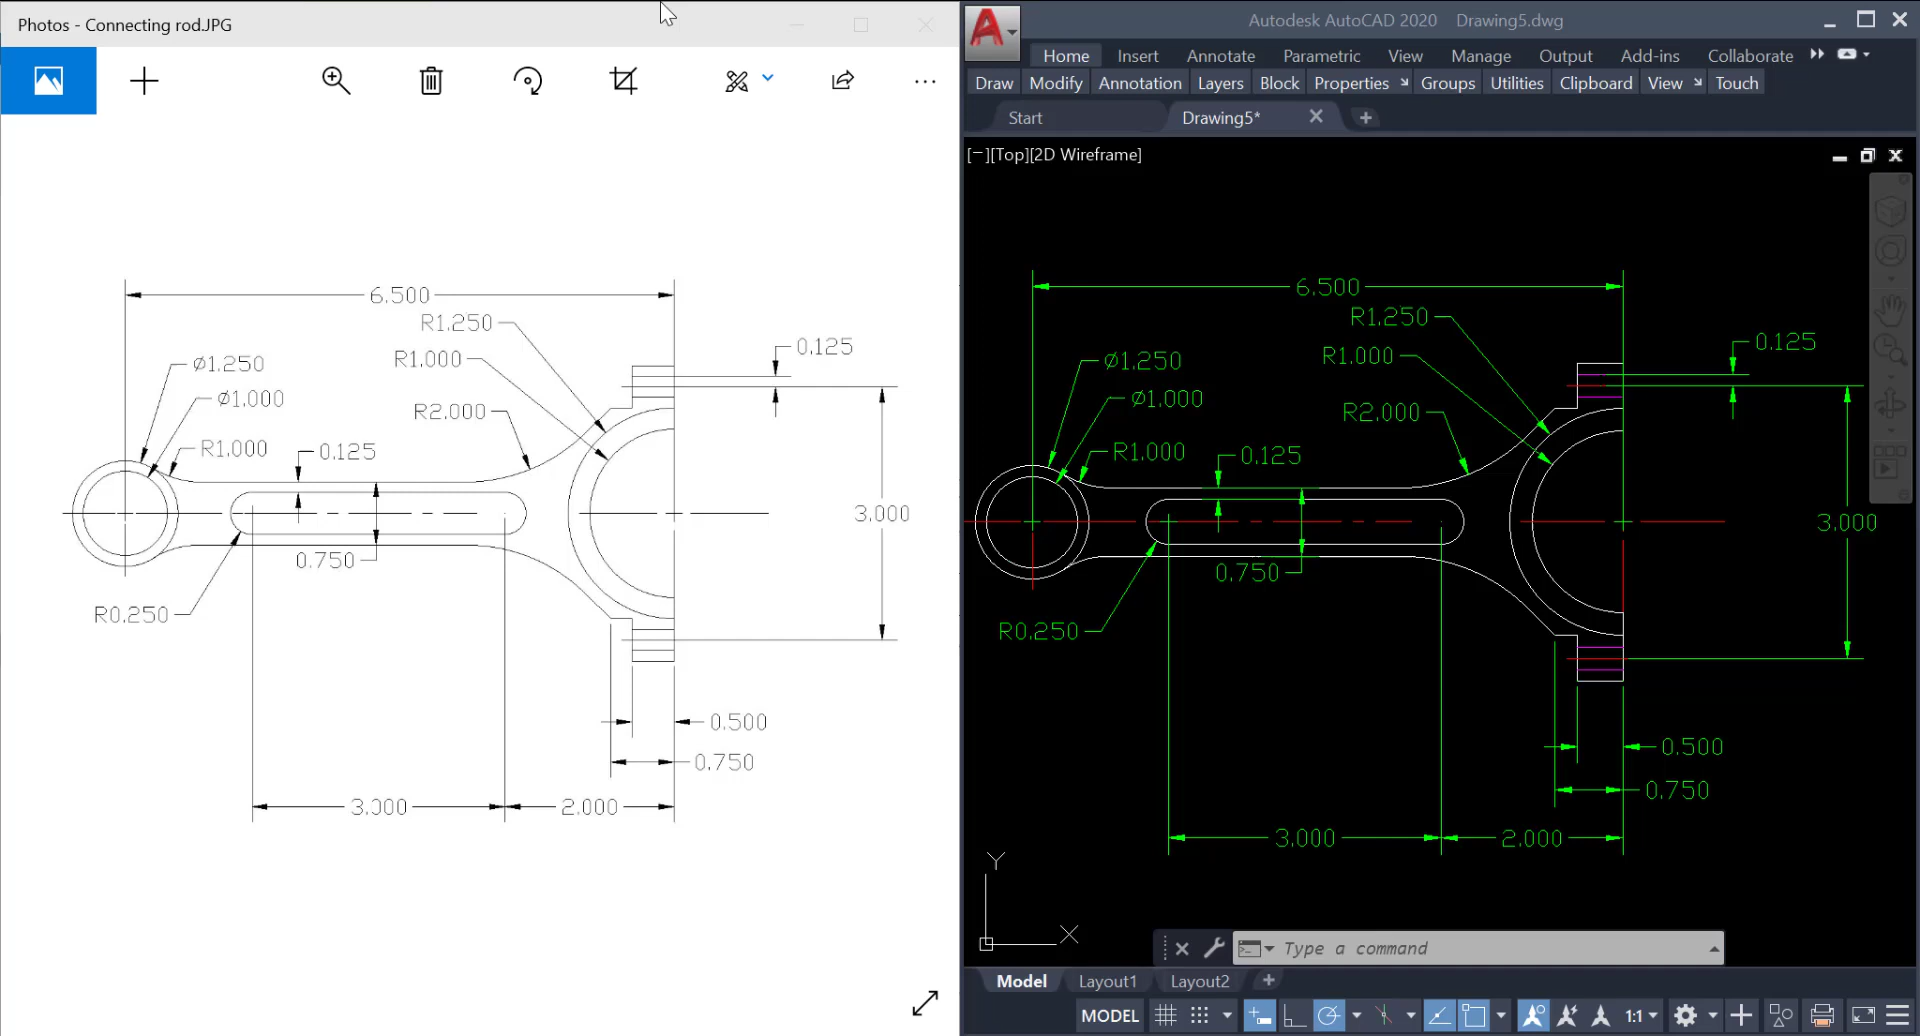 Photos - Connecting rod.JPG
6.500
R1.250
R1.000
0.125
Ø1.250
Ø1.000
R2.000
R1.000
0.125
3.000
0.750
R0.250
0.500
0.750
3.000
2.000
Autodesk AutoCAD 2020 Drawing5.dwg
Home Insert Annotate Parametric View Manage Output Add-ins Collaborate
Draw Modify Annotation Layers Block Properties Groups Utilities Clipboard View Touch
Start Drawing5*
[−][Top][2D Wireframe]
6.500
R1.250
0.125
R1.000
Ø1.250
Ø1.000
R2.000
R1.000
0.125
3.000
0.750
R0.250
0.500
0.750
3.000
2.000
Y
X
Type a command
Model Layout1 Layout2
MODEL 1:1